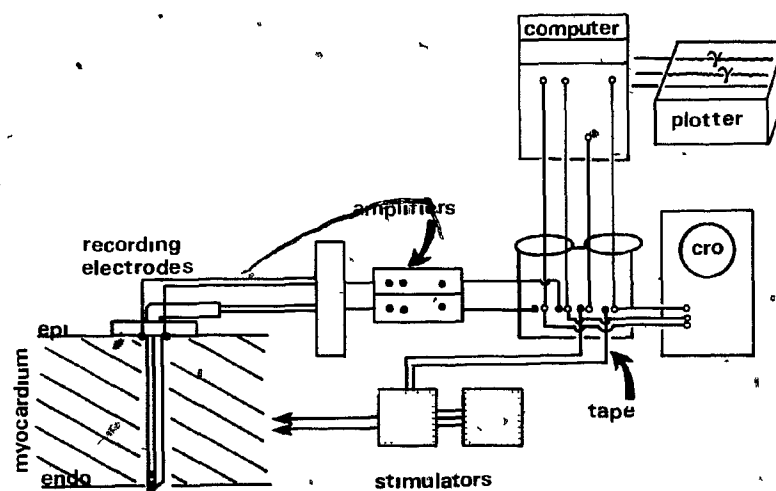 computer
γ
γ
plotter
amplifiers
recording
electrodes
cro
epi
myocardium
tape
endo
stimulators